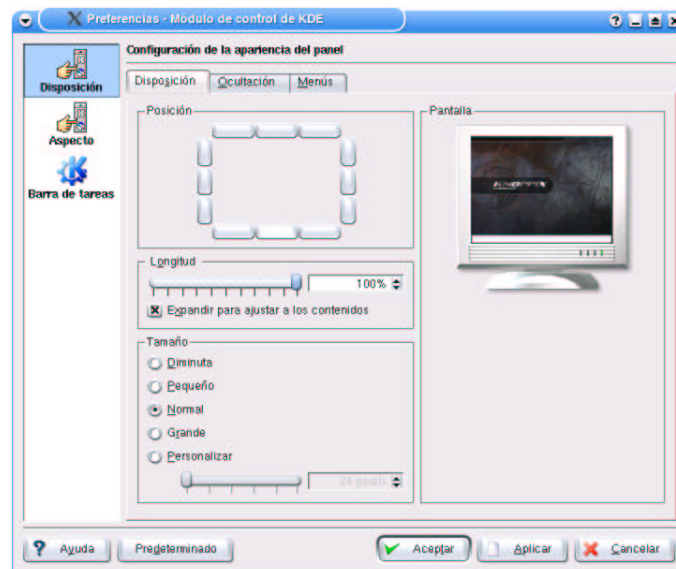 Preferencias - Módulo de control de KDE
Disposición
Aspecto
Barra de tareas
Configuración de la apariencia del panel
Disposición
Ocultación
Menús
Posición
Longitud
100%
Expandir para ajustar a los contenidos
Tamaño
Diminuta
Pequeño
Normal
Grande
Personalizar
24 pixels
Pantalla
Ayuda
Predeterminado
Aceptar
Aplicar
Cancelar